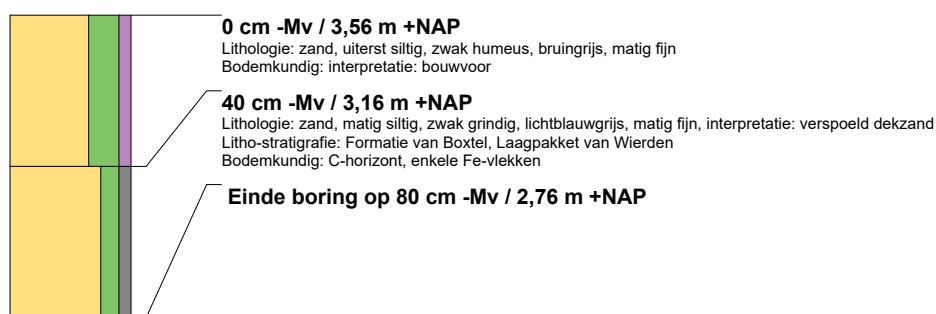 0 cm -Mv / 3,56 m +NAP
Lithologie: zand, uiterst siltig, zwak humeus, bruingrijs, matig fijn
Bodemkundig: interpretatie: bouwvoor
40 cm -Mv / 3,16 m +NAP
Lithologie: zand, matig siltig, zwak grindig, lichtblauwgrijs, matig fijn, interpretatie: verspoeld dekzand
Litho-stratigrafie: Formatie van Boxtel, Laagpakket van Wierden
Bodemkundig: C-horizont, enkele Fe-vlekken
Einde boring op 80 cm -Mv / 2,76 m +NAP